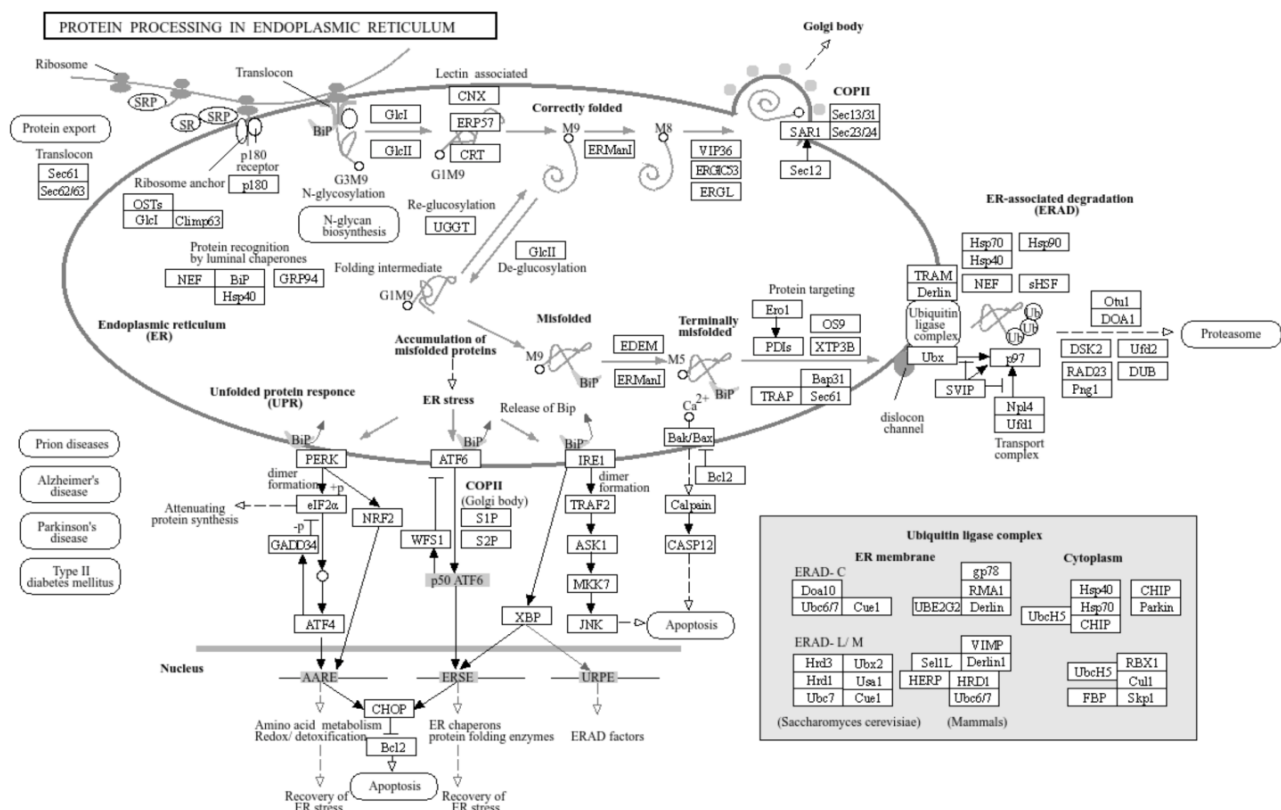 PROTEIN PROCESSING IN ENDOPLASMIC RETICULUM
Golgi body
Ribosome
Translocon
Lectin associated
CNX
COPII
SRP
SR
SRP
BiP
GlcI
ERP57
Correctly folded
M9
M8
Sec13/31
SAR1
Sec23/24
Protein export
GlcII
CRT
ERManI
VIP36
Translocon
p180
receptor
G3M9
G1M9
ERGIC53
Sec12
Sec61
Ribosome anchor
p180
N-glycosylation
ERGL
Sec62/63
OSTs
GlcI
Climp63
N-glycan
biosynthesis
Re-glucosylation
UGGT
ER-associated degradation
(ERAD)
Protein recognition
by luminal chaperones
GlcII
De-glucosylation
Hsp70
Hsp90
Hsp40
NEF
BiP
GRP94
Hsp40
Folding intermediate
G1M9
TRAM
Derlin
NEF
sHSF
Protein targeting
Ero1
OS9
Otu1
DOA1
Endoplasmic reticulum
(ER)
Misfolded
Terminally
misfolded
Ubiquitin
ligase
complex
Ub
Ub
Ub
Proteasome
Accumulation of
misfolded proteins
M9
EDEM
M5
PDIs
XTP3B
Ubx
p97
DSK2
Ufd2
BiP
ERManI
BiP
Bap31
TRAP
Sec61
SVIP
RAD23
DUB
Png1
Unfolded protein responce
(UPR)
ER stress
Release of Bip
Ca2+
dislocon
channel
Npl4
Ufd1
Transport
complex
Prion diseases
BiP
BiP
BiP
Bak/Bax
PERK
ATF6
IRE1
Bcl2
Alzheimer's
disease
dimer
formation
+p
COPII
(Golgi body)
dimer
formation
Attenuating
protein synthesis
eIF2α
NRF2
S1P
TRAF2
Calpain
Parkinson's
disease
-p
GADD34
WFS1
S2P
ASK1
CASP12
Type II
diabetes mellitus
p50 ATF6
MKK7
ATF4
XBP
JNK
Apoptosis
Nucleus
AARE
ERSE
URPE
CHOP
Amino acid metabolism
Redox/ detoxification
Bcl2
ER chaperons
protein folding enzymes
ERAD factors
Apoptosis
Recovery of
ER stress
Recovery of
ER stress
Ubiquitin ligase complex
ER membrane
Cytoplasm
ERAD- C
gp78
Doa10
RMA1
Hsp40
CHIP
Ubc6/7
Cue1
UBE2G2
Derlin
UbcH5
Hsp70
Parkin
CHIP
ERAD- L/ M
VIMP
Hrd3
Ubx2
Sel1L
Derlin1
UbcH5
RBX1
Hrd1
Usa1
HERP
HRD1
Cul1
Ubc7
Cue1
Ubc6/7
FBP
Skp1
(Saccharomyces cerevisiae)
(Mammals)